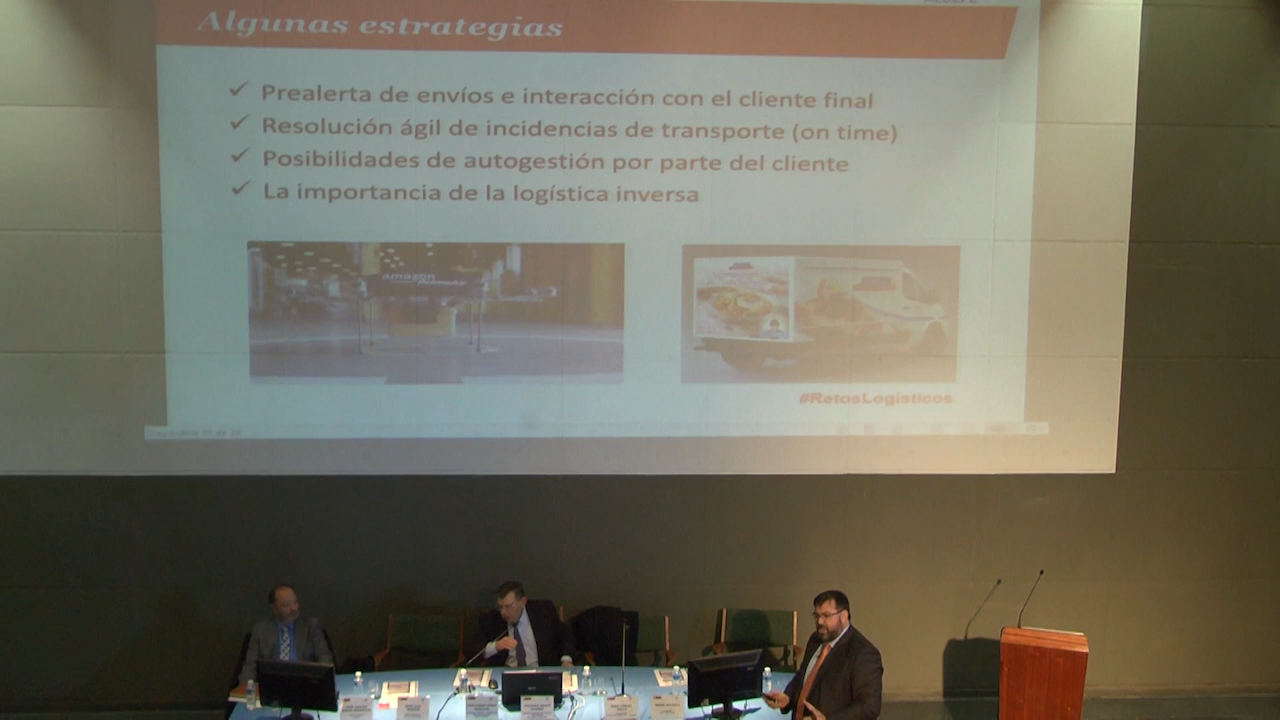 Algunas estrategias
✓ Prealerta de envíos e interacción con el cliente final
✓ Resolución ágil de incidencias de transporte (on time)
✓ Posibilidades de autogestión por parte del cliente
✓ La importancia de la logística inversa
amazon
#RetosLogísticos